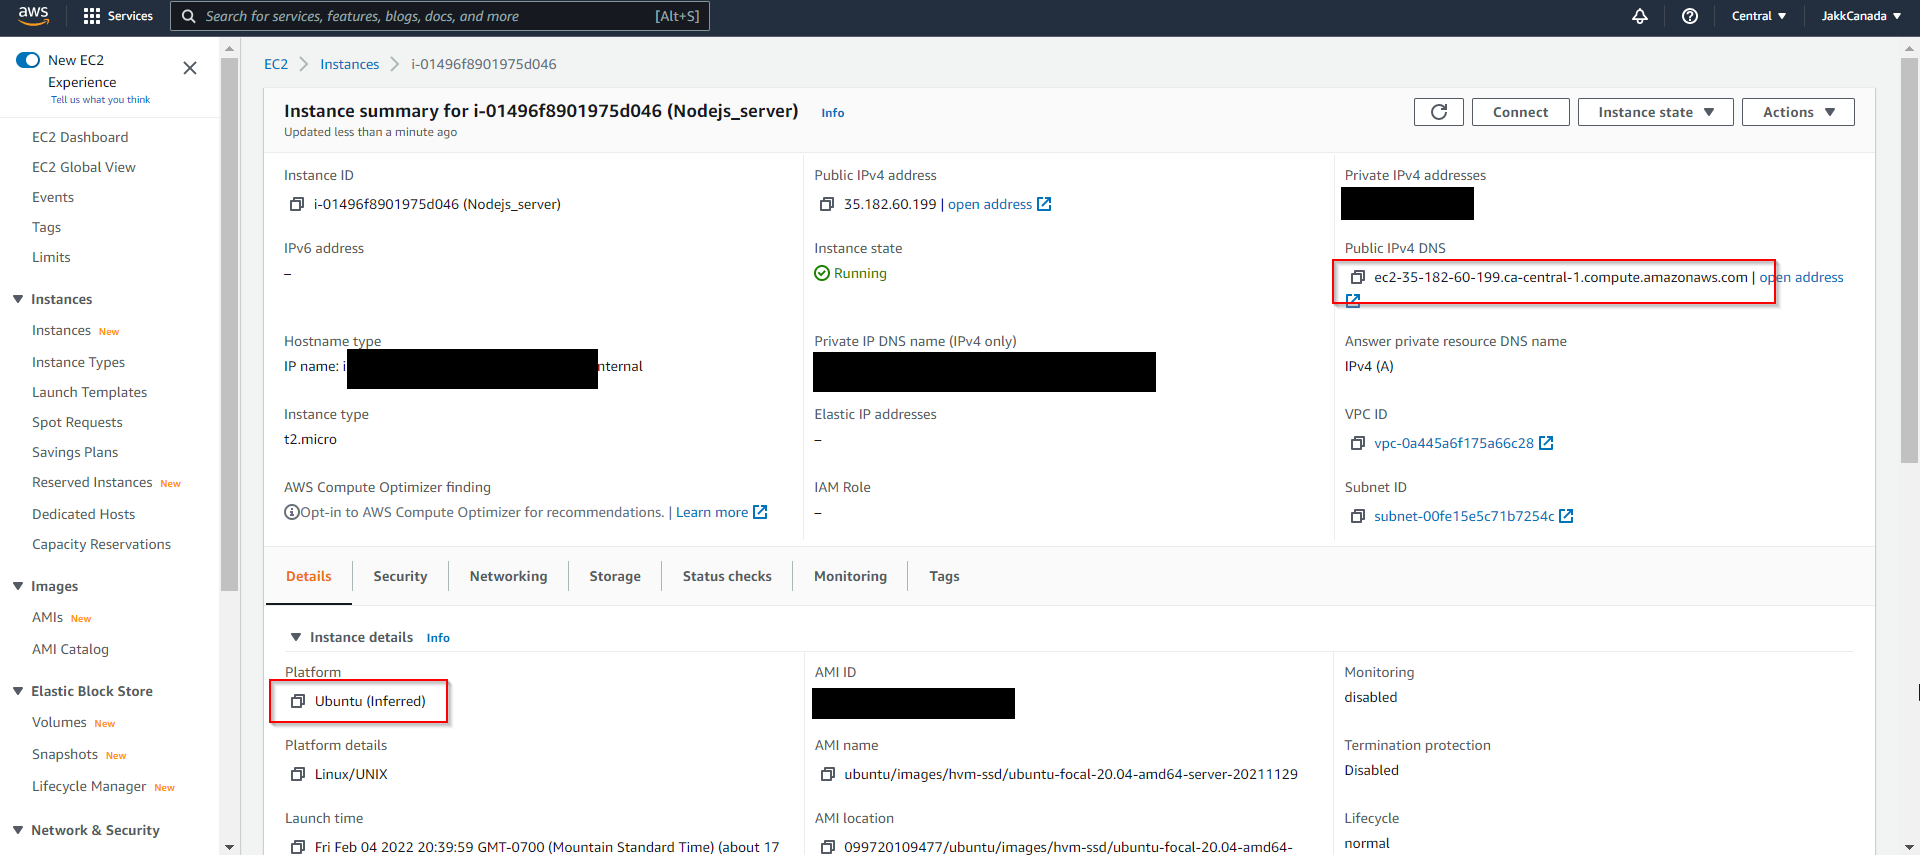 aws
Services
Search for services, features, blogs, docs, and more
[Alt+S]
Central ▼
JakkCanada ▼
New EC2
Experience
Tell us what you think
EC2 Dashboard
EC2 Global View
Events
Tags
Limits
Instances
Instances New
Instance Types
Launch Templates
Spot Requests
Savings Plans
Reserved Instances New
Dedicated Hosts
Capacity Reservations
Images
AMIs New
AMI Catalog
Elastic Block Store
Volumes New
Snapshots New
Lifecycle Manager New
Network & Security
EC2 > Instances > i-01496f8901975d046
Instance summary for i-01496f8901975d046 (Nodejs_server) Info
Updated less than a minute ago
Connect
Instance state ▼
Actions ▼
Instance ID
i-01496f8901975d046 (Nodejs_server)
Public IPv4 address
35.182.60.199 | open address
Private IPv4 addresses
IPv6 address
–
Instance state
Running
Public IPv4 DNS
ec2-35-182-60-199.ca-central-1.compute.amazonaws.com | open address
Hostname type
IP name: i
nternal
Private IP DNS name (IPv4 only)
Answer private resource DNS name
IPv4 (A)
Instance type
t2.micro
Elastic IP addresses
–
VPC ID
vpc-0a445a6f175a66c28
AWS Compute Optimizer finding
Opt-in to AWS Compute Optimizer for recommendations. | Learn more
IAM Role
–
Subnet ID
subnet-00fe15e5c71b7254c
Details
Security
Networking
Storage
Status checks
Monitoring
Tags
Instance details Info
Platform
Ubuntu (Inferred)
AMI ID
Monitoring
disabled
Platform details
Linux/UNIX
AMI name
ubuntu/images/hvm-ssd/ubuntu-focal-20.04-amd64-server-20211129
Termination protection
Disabled
Launch time
Fri Feb 04 2022 20:39:59 GMT-0700 (Mountain Standard Time) (about 17
AMI location
099720109477/ubuntu/images/hvm-ssd/ubuntu-focal-20.04-amd64-
Lifecycle
normal